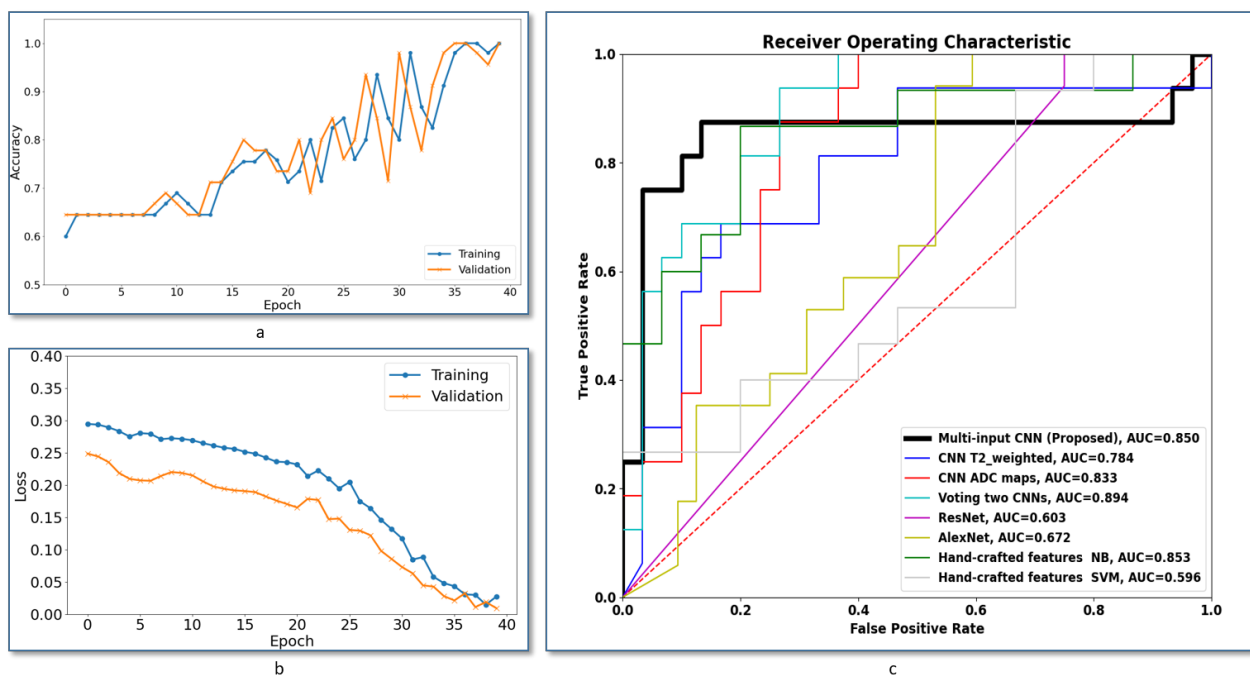 1.0
0.9
0.8
0.7
0.6
0.5
Accuracy
0 5 10 15 20 25 30 35 40
Epoch
Training
Validation
a
0.40
0.35
0.30
0.25
0.20
0.15
0.10
0.05
0.00
Loss
0 5 10 15 20 25 30 35 40
Epoch
Training
Validation
b
Receiver Operating Characteristic
1.0
0.8
0.6
0.4
0.2
0.0
True Positive Rate
0.0 0.2 0.4 0.6 0.8 1.0
False Positive Rate
Multi-input CNN (Proposed), AUC=0.850
CNN T2_weighted, AUC=0.784
CNN ADC maps, AUC=0.833
Voting two CNNs, AUC=0.894
ResNet, AUC=0.603
AlexNet, AUC=0.672
Hand-crafted features NB, AUC=0.853
Hand-crafted features SVM, AUC=0.596
c